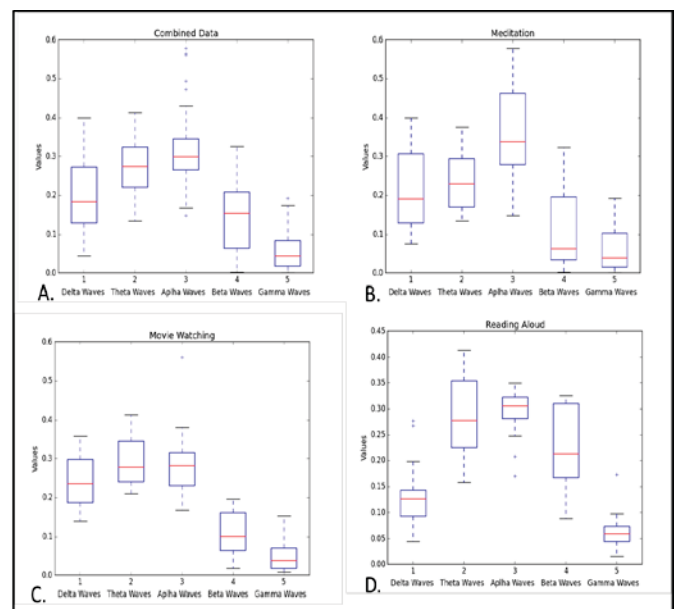 Combined Data
0.6
0.5
0.4
0.3
0.2
0.1
0.0
Values
1 2 3 4 5
Delta Waves Theta Waves Aplha Waves Beta Waves Gamma Waves
A.
Meditation
0.6
0.5
0.4
0.3
0.2
0.1
0.0
Values
1 2 3 4 5
Delta Waves Theta Waves Aplha Waves Beta Waves Gamma Waves
B.
Movie Watching
0.6
0.5
0.4
0.3
0.2
0.1
0.0
Values
1 2 3 4 5
Delta Waves Theta Waves Aplha Waves Beta Waves Gamma Waves
C.
Reading Aloud
0.45
0.40
0.35
0.30
0.25
0.20
0.15
0.10
0.05
0.00
Values
1 2 3 4 5
Delta Waves Theta Waves Aplha Waves Beta Waves Gamma Waves
D.